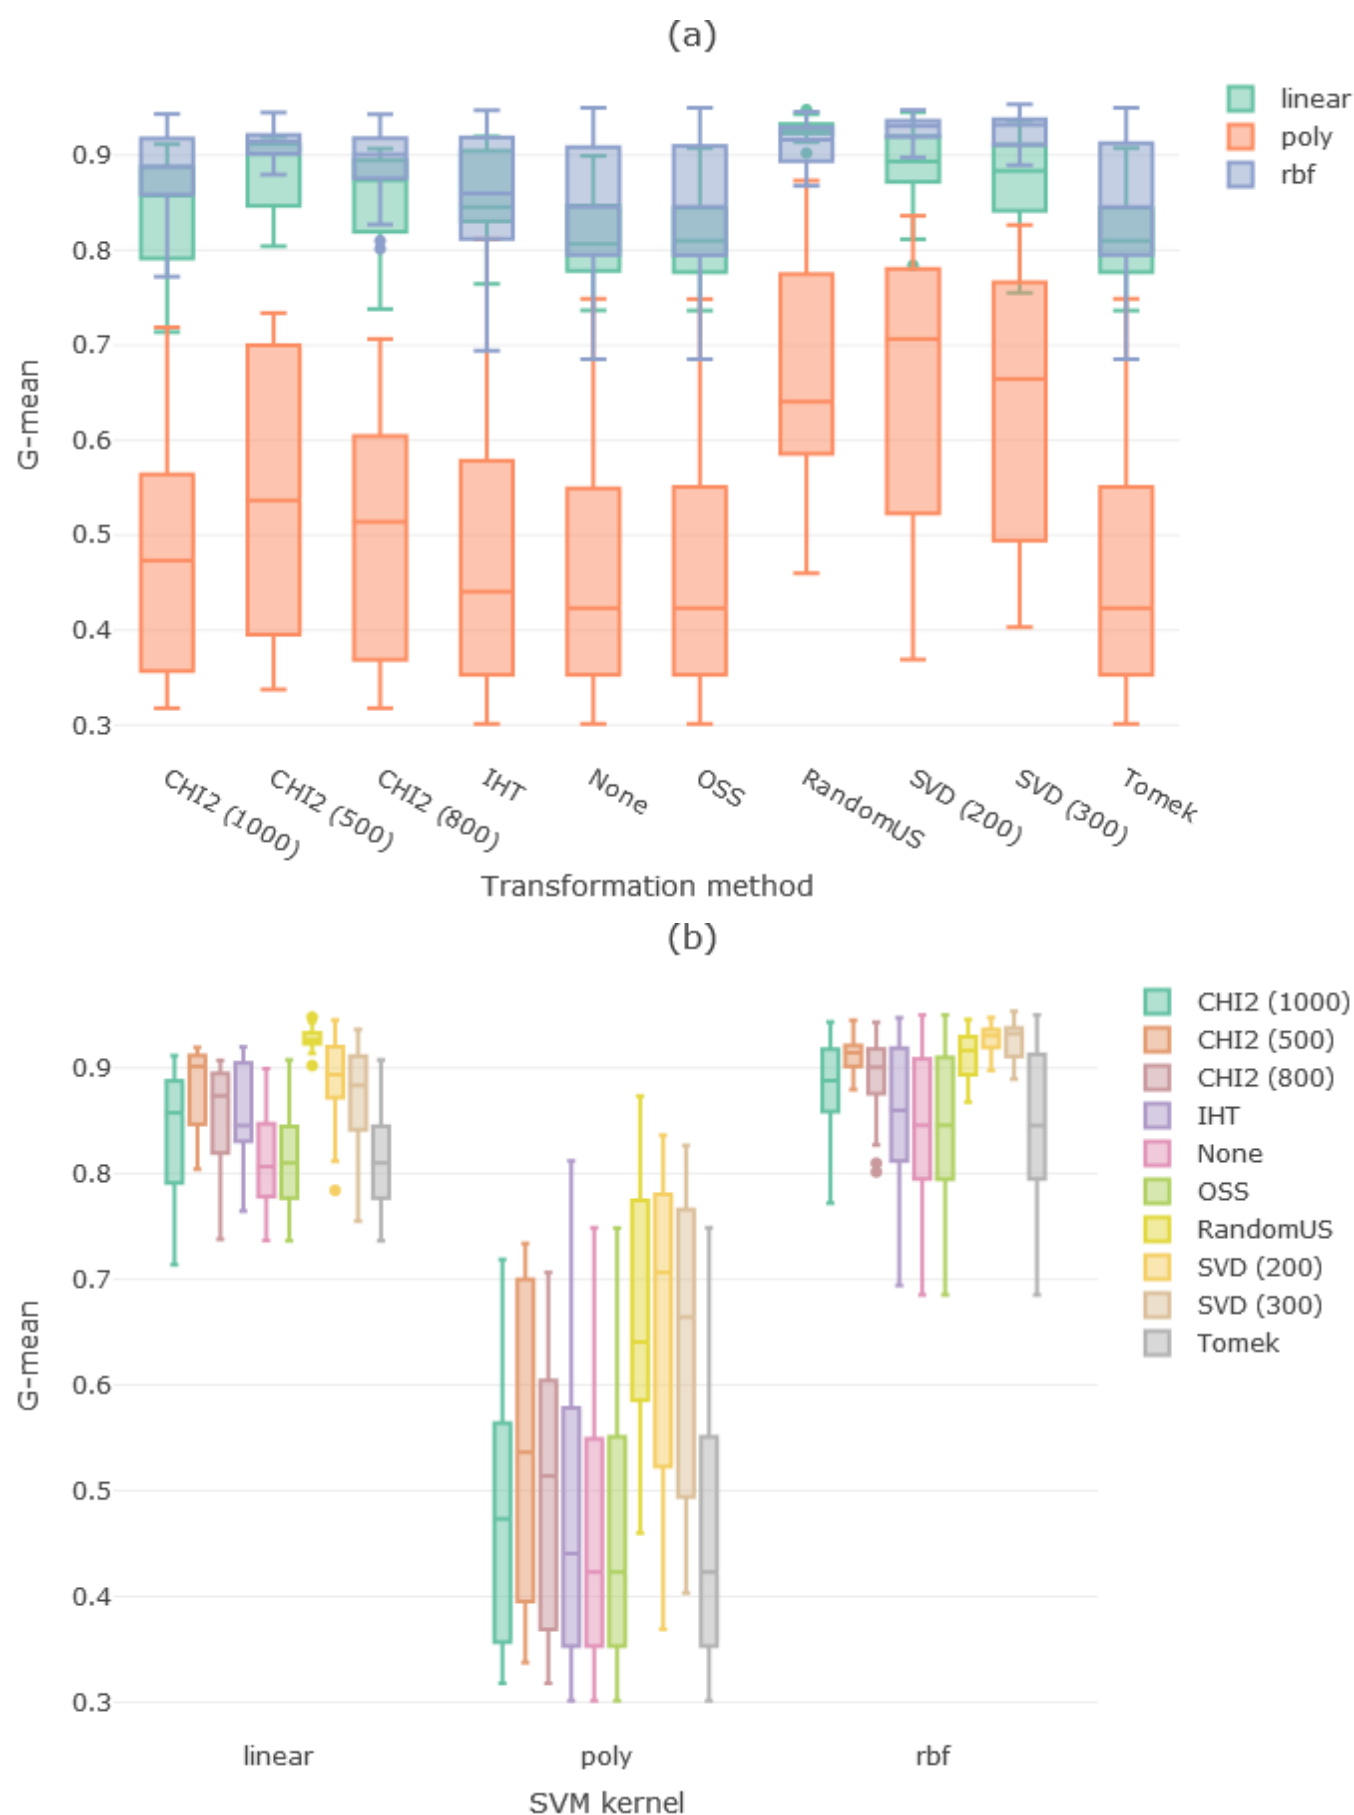 (a)
linear
poly
rbf
G-mean
0.9
0.8
0.7
0.6
0.5
0.4
0.3
CHI2 (1000)
CHI2 (500)
CHI2 (800)
IHT
None
OSS
RandomUS
SVD (200)
SVD (300)
Tomek
Transformation method
(b)
CHI2 (1000)
CHI2 (500)
CHI2 (800)
IHT
None
OSS
RandomUS
SVD (200)
SVD (300)
Tomek
G-mean
0.9
0.8
0.7
0.6
0.5
0.4
0.3
linear
poly
rbf
SVM kernel